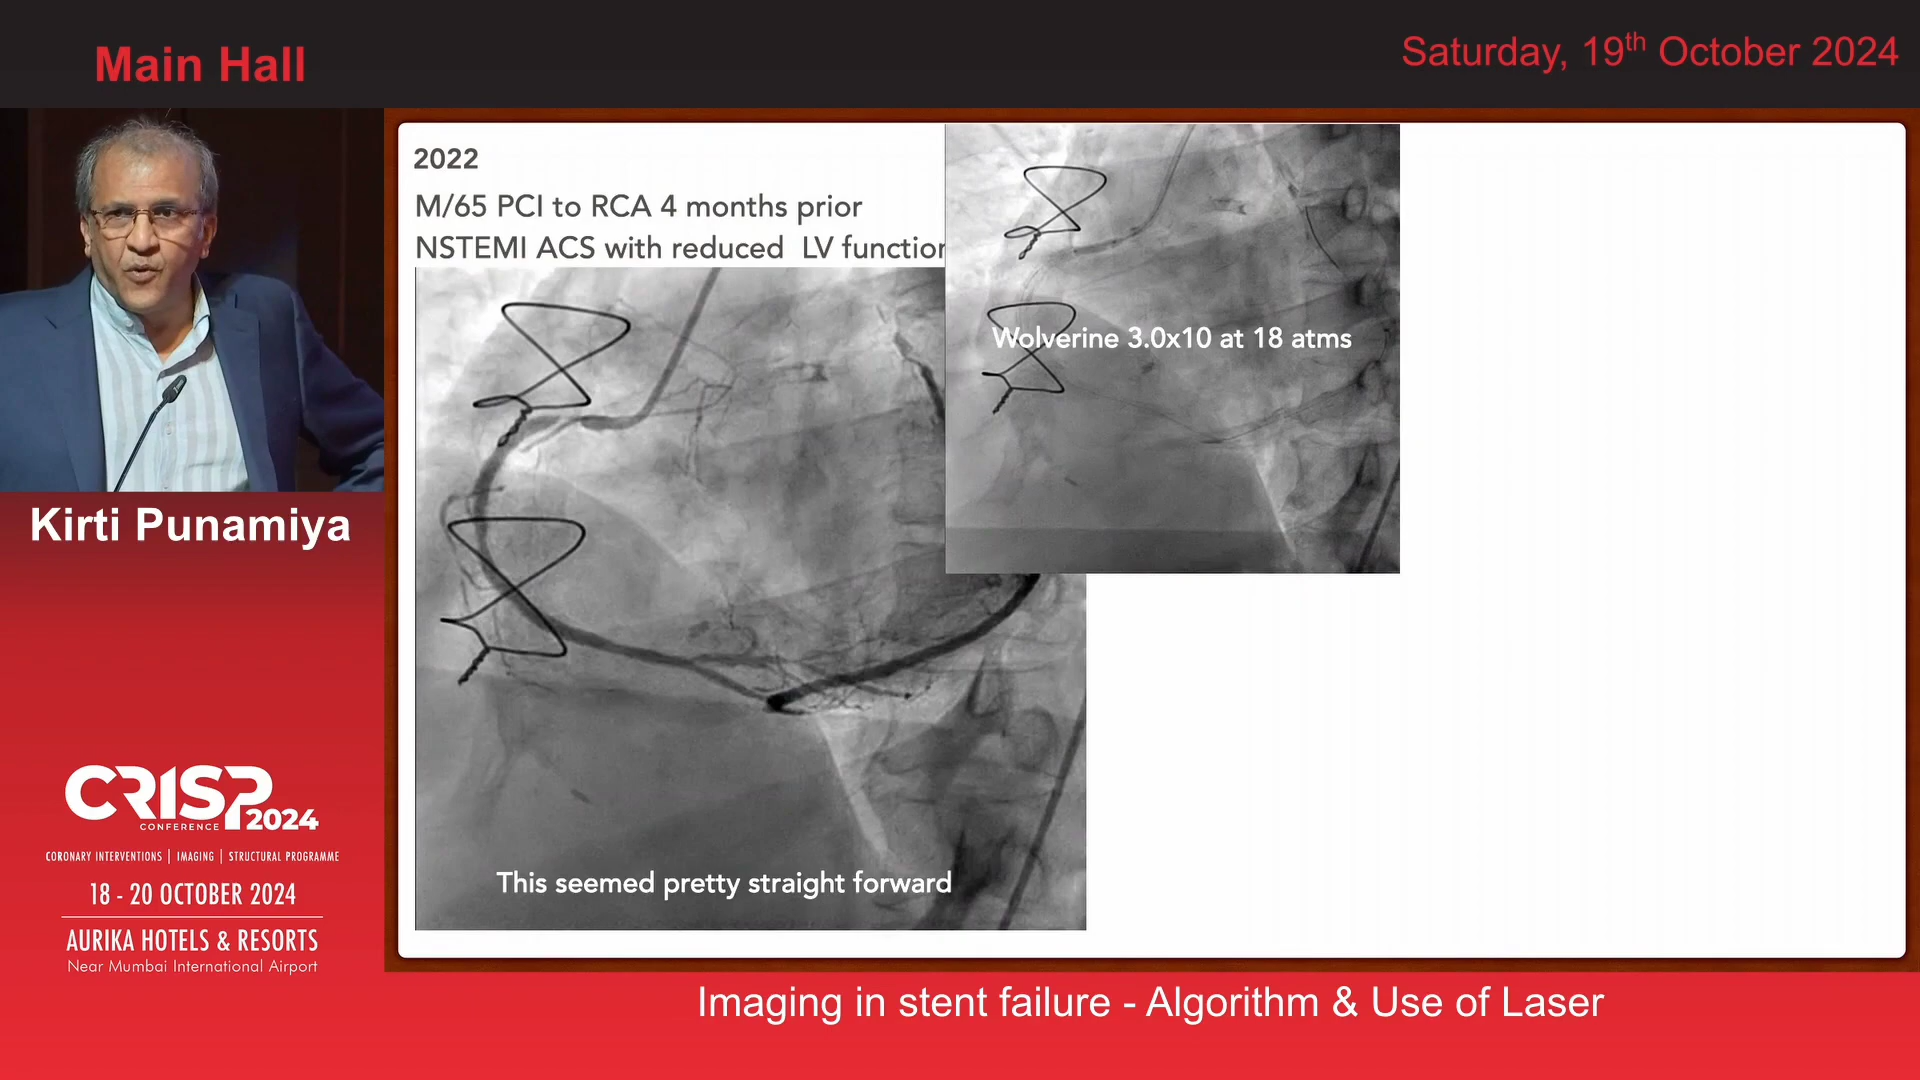 Main Hall
Saturday, 19th October 2024
2022
M/65 PCI to RCA 4 months prior
NSTEMI ACS with reduced LV function
Wolverine 3.0x10 at 18 atms
This seemed pretty straight forward
Kirti Punamiya
CRISP
CONFERENCE 2024
CORONARY INTERVENTIONS | IMAGING | STRUCTURAL PROGRAMME
18 - 20 OCTOBER 2024
AURIKA HOTELS & RESORTS
Near Mumbai International Airport
Imaging in stent failure - Algorithm & Use of Laser